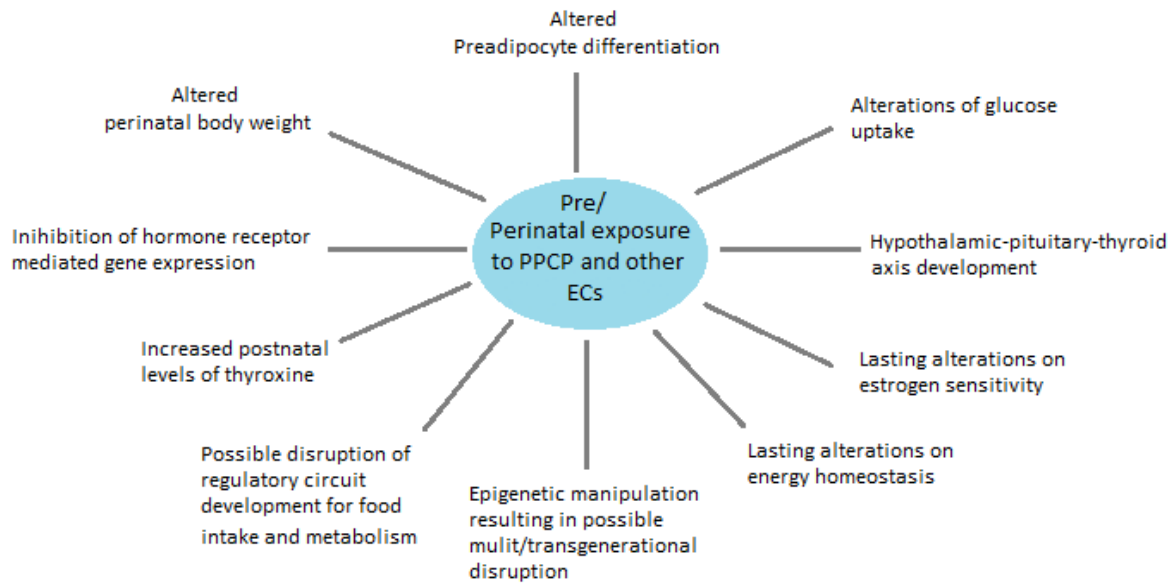 Altered
Preadipocyte differentiation
Altered
perinatal body weight
Alterations of glucose
uptake
Pre/
Perinatal exposure
to PPCP and other
ECs
Inihibition of hormone receptor
mediated gene expression
Hypothalamic-pituitary-thyroid
axis development
Increased postnatal
levels of thyroxine
Lasting alterations on
estrogen sensitivity
Possible disruption of
regulatory circuit
development for food
intake and metabolism
Lasting alterations on
energy homeostasis
Epigenetic manipulation
resulting in possible
mulit/transgenerational
disruption